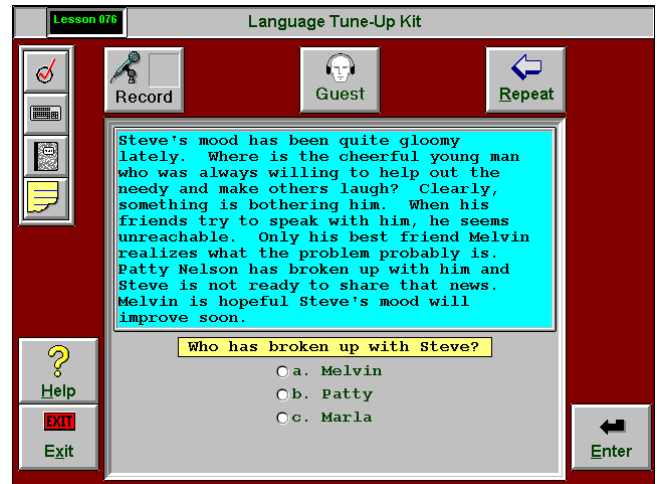 Lesson 076
Language Tune-Up Kit
Record
Guest
Repeat
Steve's mood has been quite gloomy
lately.  Where is the cheerful young man
who was always willing to help out the
needy and make others laugh?  Clearly,
something is bothering him.  When his
friends try to speak with him, he seems
unreachable.  Only his best friend Melvin
realizes what the problem probably is.
Patty Nelson has broken up with him and
Steve is not ready to share that news.
Melvin is hopeful Steve's mood will
improve soon.
Who has broken up with Steve?
a. Melvin
b. Patty
c. Marla
Help
EXIT
Exit
Enter